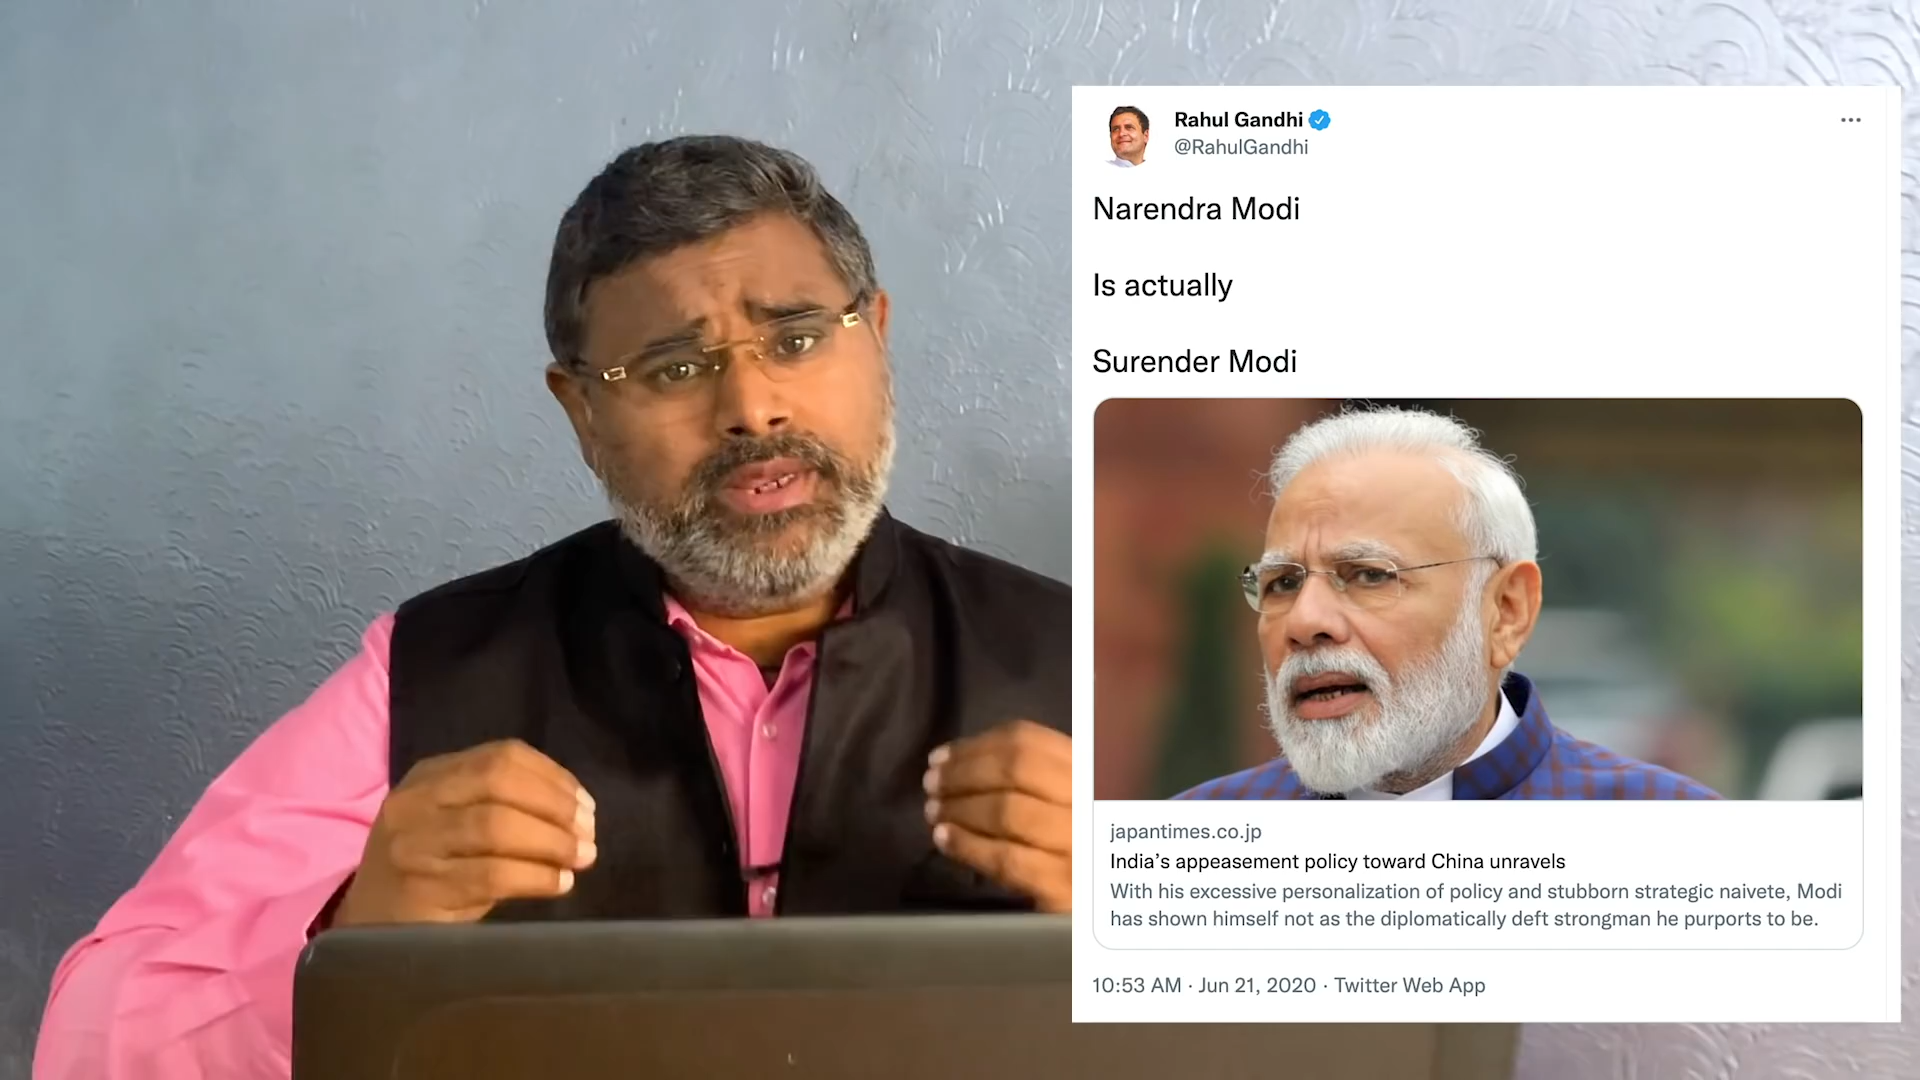 Rahul Gandhi
@RahulGandhi
Narendra Modi
Is actually
Surender Modi
japantimes.co.jp
India’s appeasement policy toward China unravels
With his excessive personalization of policy and stubborn strategic naivete, Modi
has shown himself not as the diplomatically deft strongman he purports to be.
10:53 AM · Jun 21, 2020 · Twitter Web App